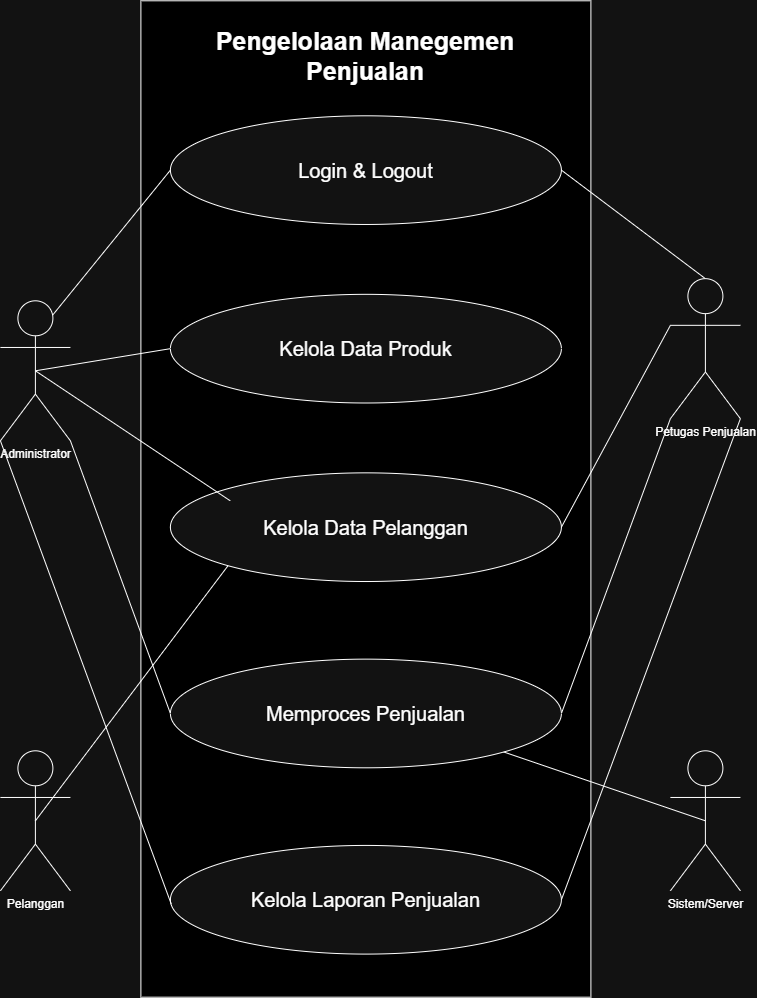 Pengelolaan Manegemen
Penjualan
Login & Logout
Kelola Data Produk
Petugas Penjualan
Administrator
Kelola Data Pelanggan
Memproces Penjualan
Kelola Laporan Penjualan
Pelanggan
Sistem/Server